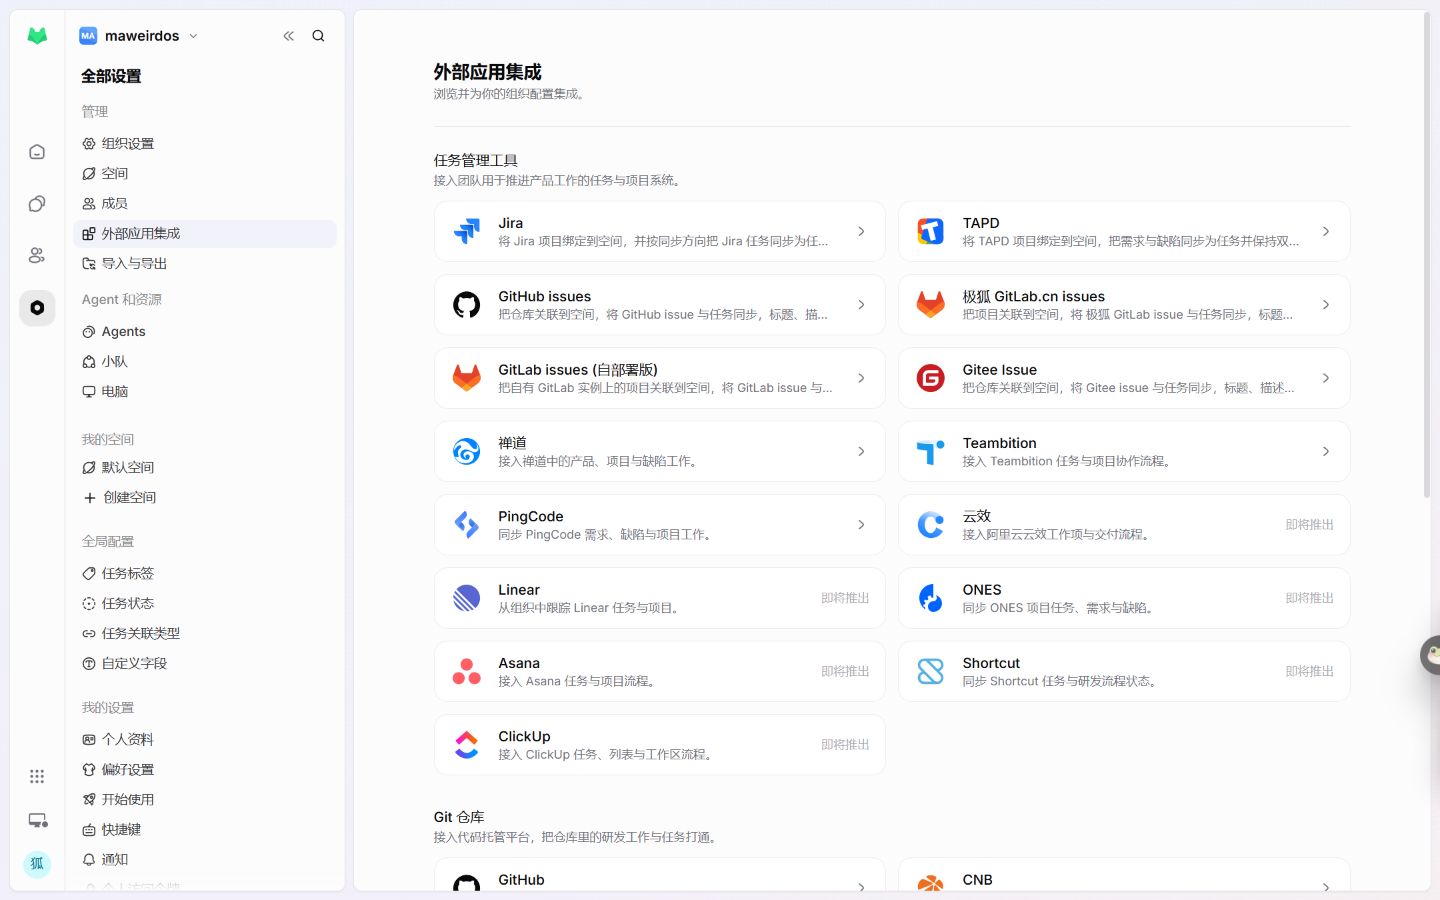 MA maweirdos
全部设置
管理
组织设置
空间
成员
外部应用集成
导入与导出
Agent 和资源
Agents
小队
电脑
我的空间
默认空间
创建空间
全局配置
任务标签
任务状态
任务关联类型
自定义字段
我的设置
个人资料
偏好设置
开始使用
快捷键
通知
狐
外部应用集成
浏览并为你的组织配置集成。
任务管理工具
接入团队用于推进产品工作的任务与项目系统。
Jira
将 Jira 项目绑定到空间，并按同步方向把 Jira 任务同步为任...
TAPD
将 TAPD 项目绑定到空间，把需求与缺陷同步为任务并保持双...
GitHub issues
把仓库关联到空间，将 GitHub issue 与任务同步，标题、描...
极狐 GitLab.cn issues
把项目关联到空间，将 极狐 GitLab issue 与任务同步，标题...
GitLab issues (自部署版)
把自有 GitLab 实例上的项目关联到空间，将 GitLab issue 与...
Gitee Issue
把仓库关联到空间，将 Gitee issue 与任务同步，标题、描述...
禅道
接入禅道中的产品、项目与缺陷工作。
Teambition
接入 Teambition 任务与项目协作流程。
PingCode
同步 PingCode 需求、缺陷与项目工作。
云效
接入阿里云云效工作项与交付流程。
即将推出
Linear
从组织中跟踪 Linear 任务与项目。
即将推出
ONES
同步 ONES 项目任务、需求与缺陷。
即将推出
Asana
接入 Asana 任务与项目流程。
即将推出
Shortcut
同步 Shortcut 任务与研发流程状态。
即将推出
ClickUp
接入 ClickUp 任务、列表与工作区流程。
即将推出
Git 仓库
接入代码托管平台，把仓库里的研发工作与任务打通。
GitHub
CNB